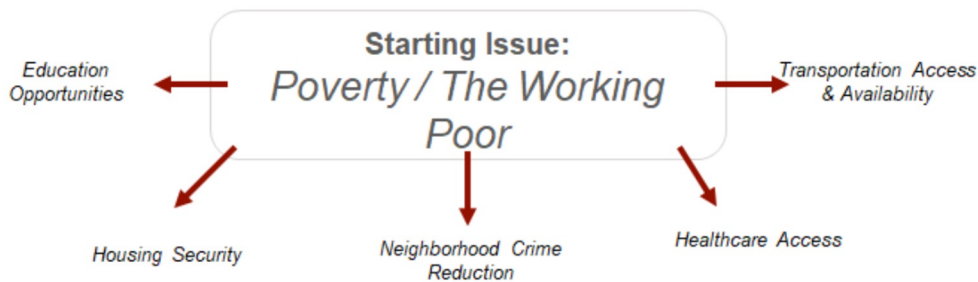 Starting Issue:
Poverty / The Working
Poor
Education
Opportunities
Transportation Access
& Availability
Housing Security
Neighborhood Crime
Reduction
Healthcare Access